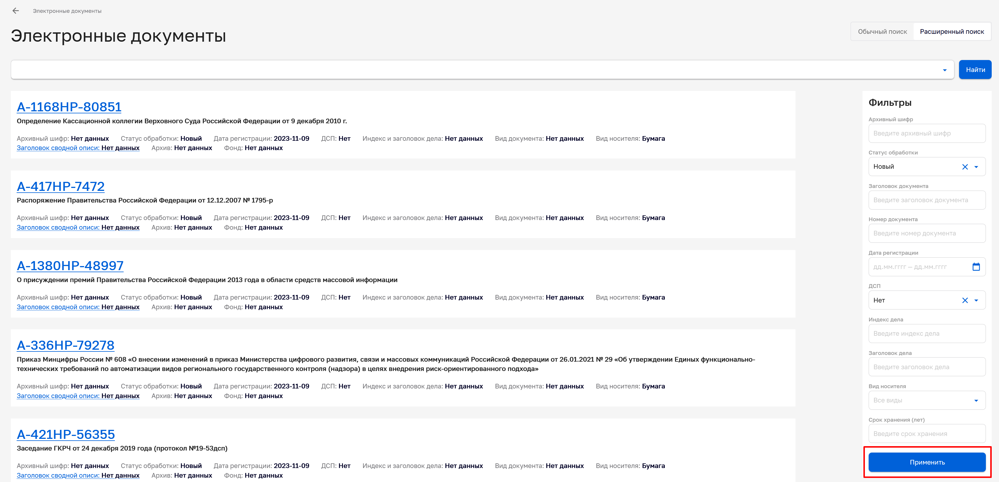 Электронные документы
Электронные документы
Обычный поиск
Расширенный поиск
Найти
А-1168НР-80851
Определение Кассационной коллегии Верховного Суда Российской Федерации от 9 декабря 2010 г.
Архивный шифр: Нет данных Статус обработки: Новый Дата регистрации: 2023-11-09 ДСП: Нет Индекс и заголовок дела: Нет данных Вид документа: Нет данных Вид носителя: Бумага
Заголовок сводной описи: Нет данных Архив: Нет данных Фонд: Нет данных
А-417НР-7472
Распоряжение Правительства Российской Федерации от 12.12.2007 № 1795-р
Архивный шифр: Нет данных Статус обработки: Новый Дата регистрации: 2023-11-09 ДСП: Нет Индекс и заголовок дела: Нет данных Вид документа: Нет данных Вид носителя: Бумага
Заголовок сводной описи: Нет данных Архив: Нет данных Фонд: Нет данных
А-1380НР-48997
О присуждении премий Правительства Российской Федерации 2013 года в области средств массовой информации
Архивный шифр: Нет данных Статус обработки: Новый Дата регистрации: 2023-11-09 ДСП: Нет Индекс и заголовок дела: Нет данных Вид документа: Нет данных Вид носителя: Бумага
Заголовок сводной описи: Нет данных Архив: Нет данных Фонд: Нет данных
А-336НР-79278
Приказ Минцифры России № 608 «О внесении изменений в приказ Министерства цифрового развития, связи и массовых коммуникаций Российской Федерации от 26.01.2021 № 29 «Об утверждении Единых функционально-
технических требований по автоматизации видов регионального государственного контроля (надзора) в целях внедрения риск-ориентированного подхода»
Архивный шифр: Нет данных Статус обработки: Новый Дата регистрации: 2023-11-09 ДСП: Нет Индекс и заголовок дела: Нет данных Вид документа: Нет данных Вид носителя: Бумага
Заголовок сводной описи: Нет данных Архив: Нет данных Фонд: Нет данных
А-421НР-56355
Заседание ГКРЧ от 24 декабря 2019 года (протокол №19-53дсп)
Архивный шифр: Нет данных Статус обработки: Новый Дата регистрации: 2023-11-09 ДСП: Нет Индекс и заголовок дела: Нет данных Вид документа: Нет данных Вид носителя: Бумага
Заголовок сводной описи: Нет данных Архив: Нет данных Фонд: Нет данных
Фильтры
Архивный шифр
Введите архивный шифр
Статус обработки
Новый
Заголовок документа
Введите заголовок документа
Номер документа
Введите номер документа
Дата регистрации
дд.мм.гггг — дд.мм.гггг
ДСП
Нет
Индекс дела
Введите индекс дела
Заголовок дела
Введите заголовок дела
Вид носителя
Все виды
Срок хранения (лет)
Введите срок хранения
Применить